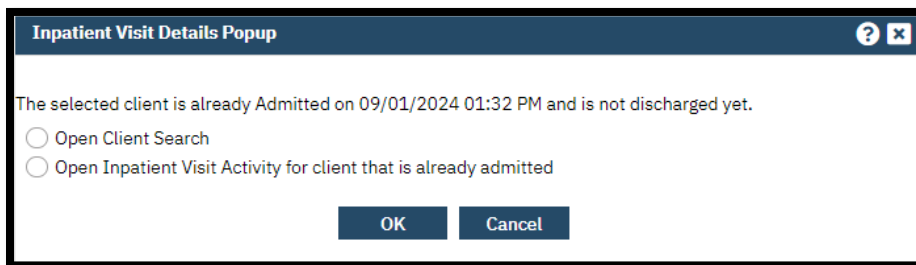 Inpatient Visit Details Popup
The selected client is already Admitted on 09/01/2024 01:32 PM and is not discharged yet.
Open Client Search
Open Inpatient Visit Activity for client that is already admitted
OK Cancel